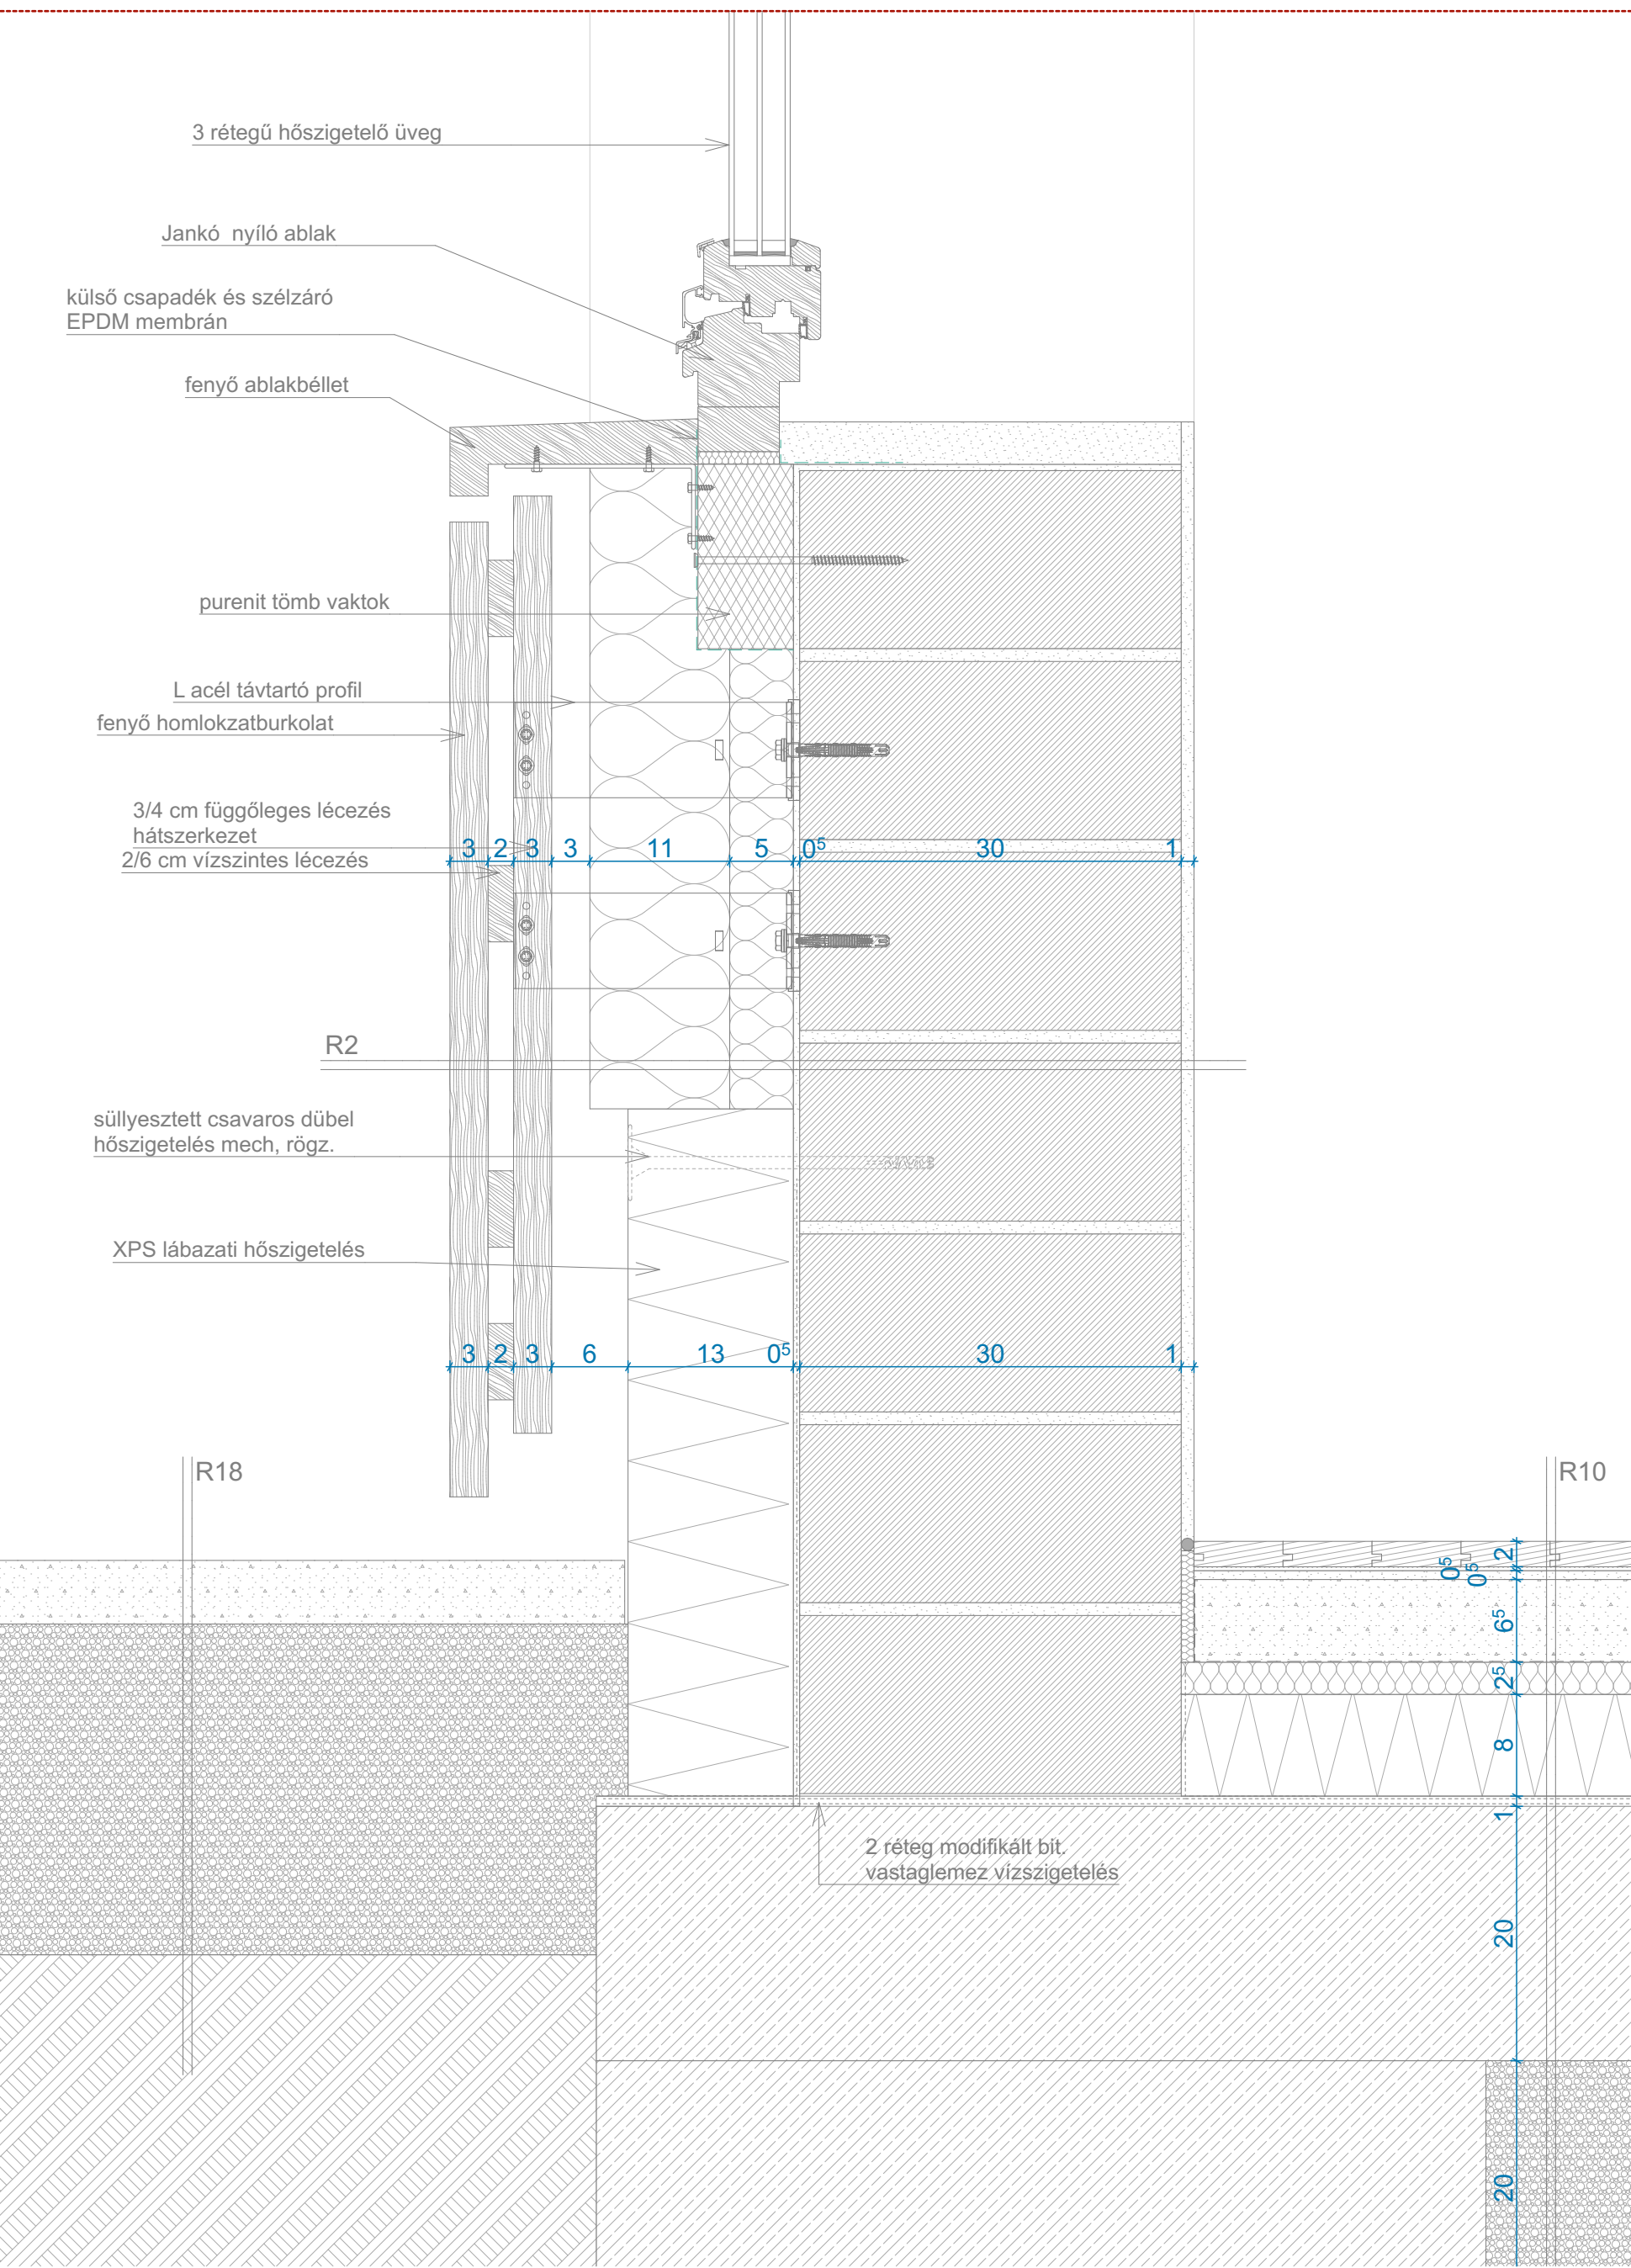 3 rétegű hőszigetelő üveg
Jankó nyíló ablak
külső csapadék és szélzáró
EPDM membrán
fenyő ablakbéllet
purenit tömb vaktok
L acél távtartó profil
fenyő homlokzatburkolat
3/4 cm függőleges lécezés
hátszerkezet
2/6 cm vízszintes lécezés
3 2 3 3 11 5 0⁵ 30 1
R2
süllyesztett csavaros dübel
hőszigetelés mech, rögz.
XPS lábazati hőszigetelés
3 2 3 6 13 0⁵ 30 1
R18
R10
2
0⁵
0⁵
6⁵
2⁵
8
1
2 réteg modifikált bit.
vastaglemez vízszigetelés
20
20